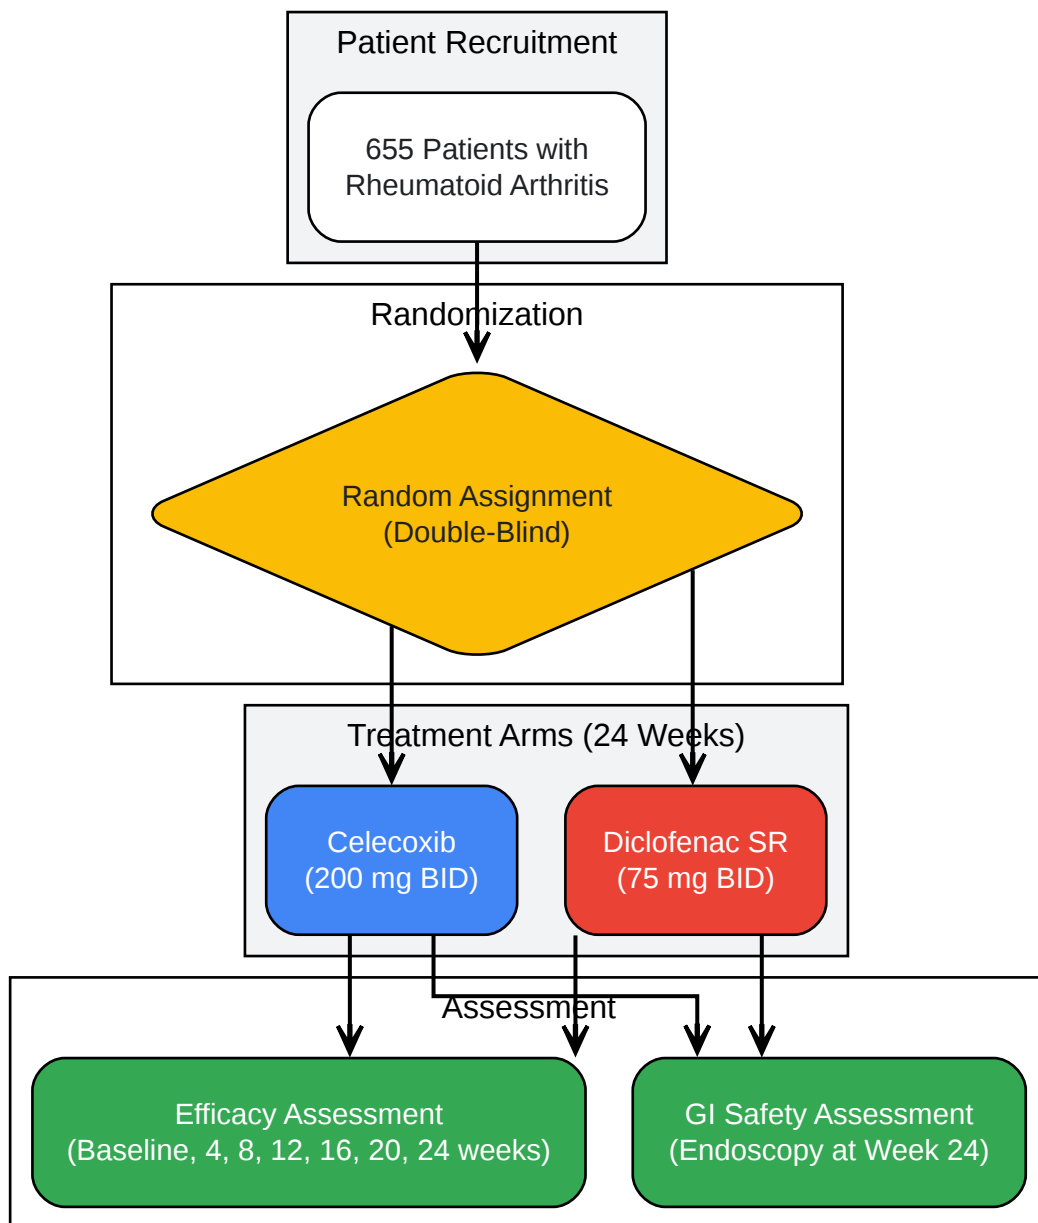 Patient Recruitment
655 Patients with
Rheumatoid Arthritis
Randomization
Random Assignment
(Double-Blind)
Treatment Arms (24 Weeks)
Celecoxib
(200 mg BID)
Diclofenac SR
(75 mg BID)
Assessment
Efficacy Assessment
(Baseline, 4, 8, 12, 16, 20, 24 weeks)
GI Safety Assessment
(Endoscopy at Week 24)